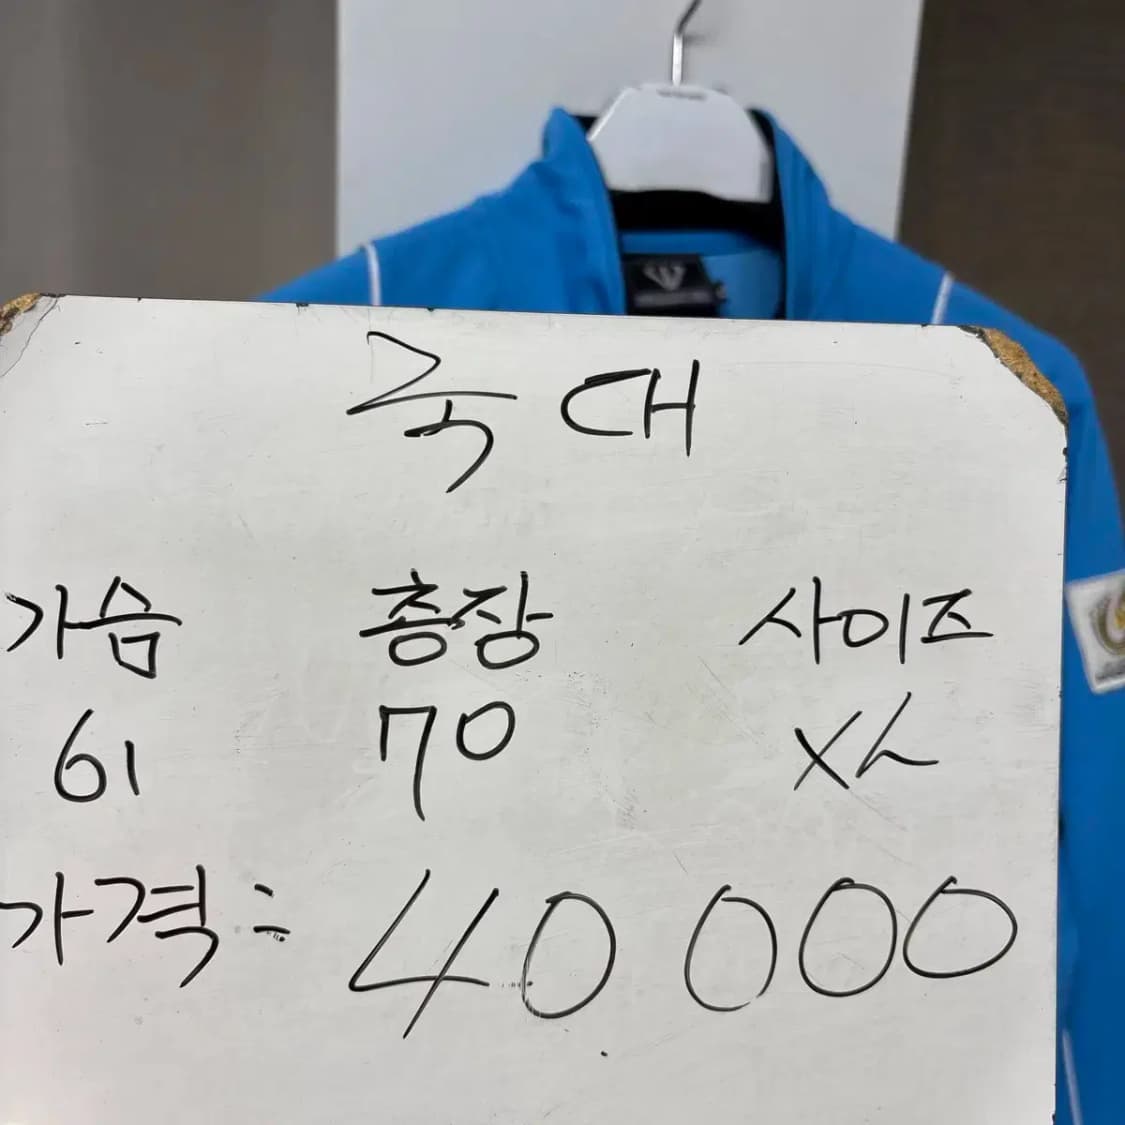 국대
가슴 총장 사이즈
61 70 XL
가격: 40000